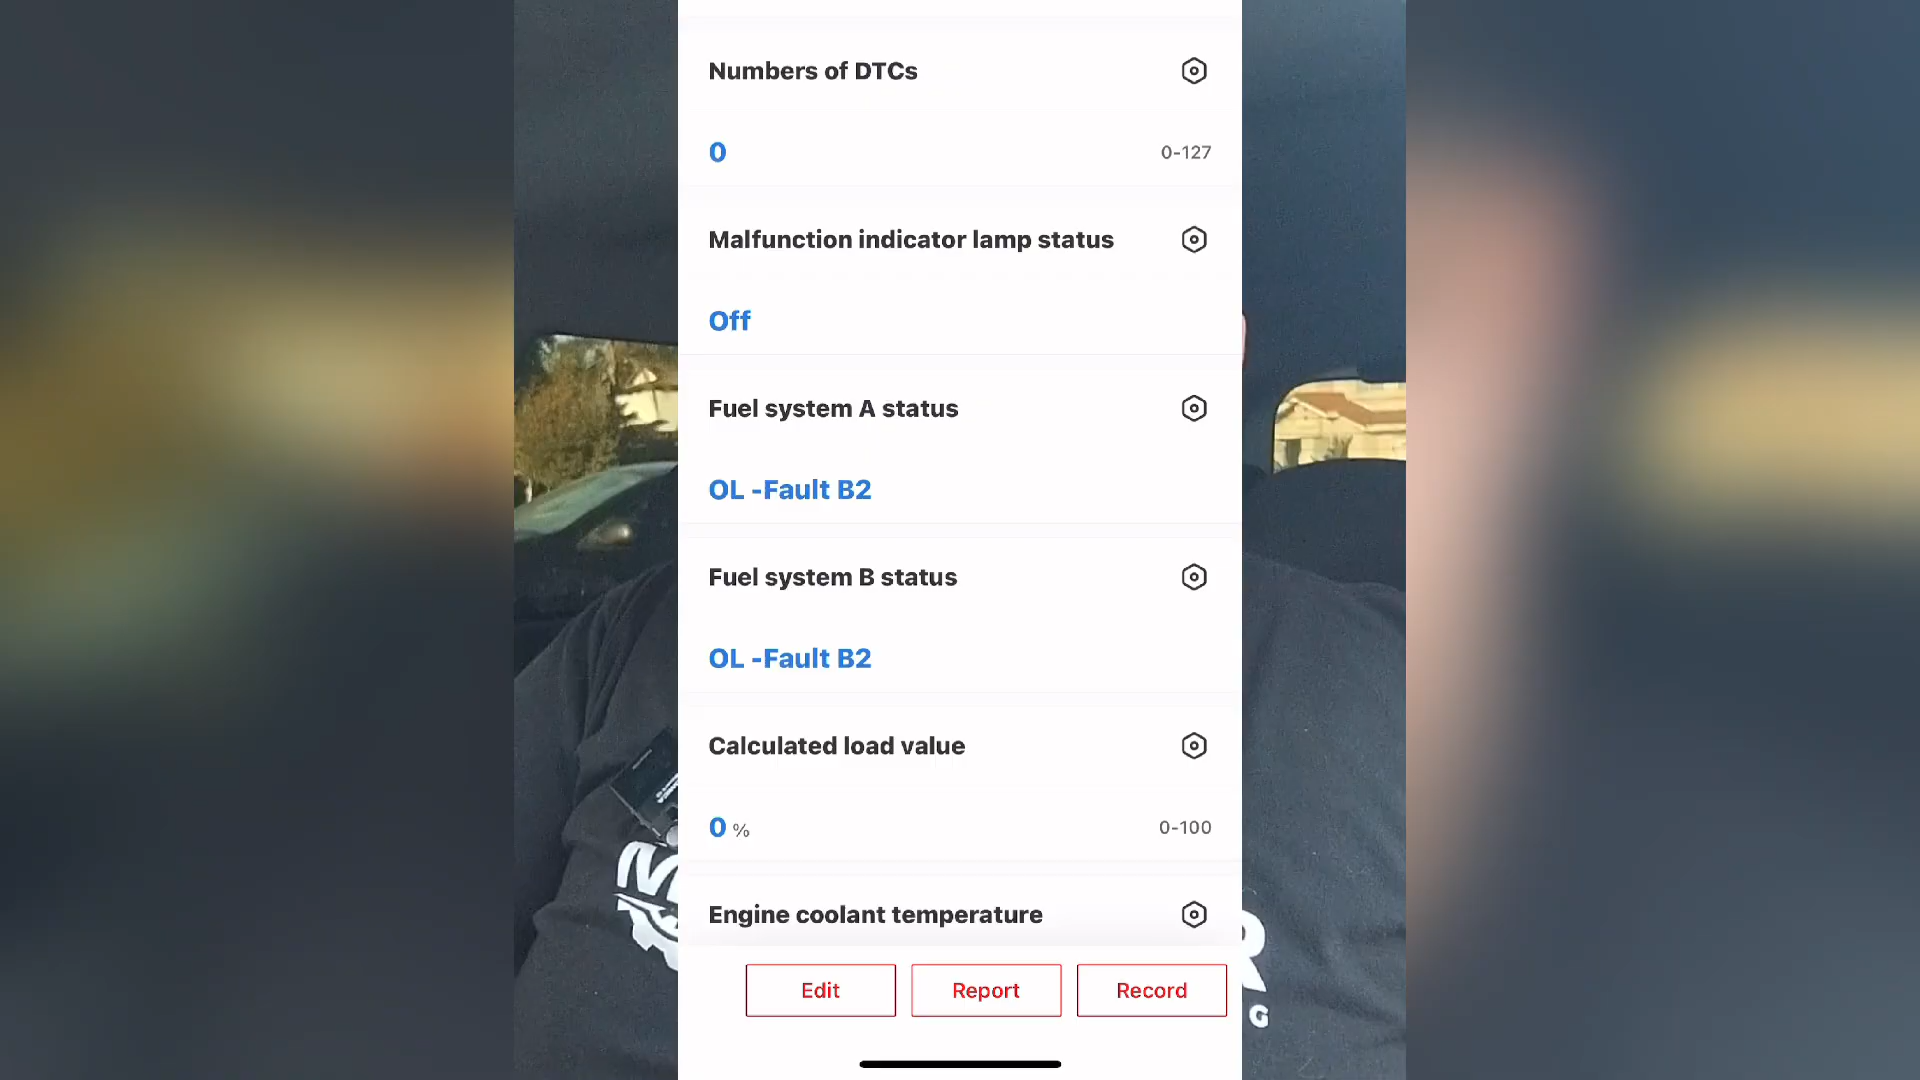 Numbers of DTCs
0 0-127
Malfunction indicator lamp status
Off
Fuel system A status
OL -Fault B2
Fuel system B status
OL -Fault B2
Calculated load value
0 % 0-100
Engine coolant temperature
Edit Report Record